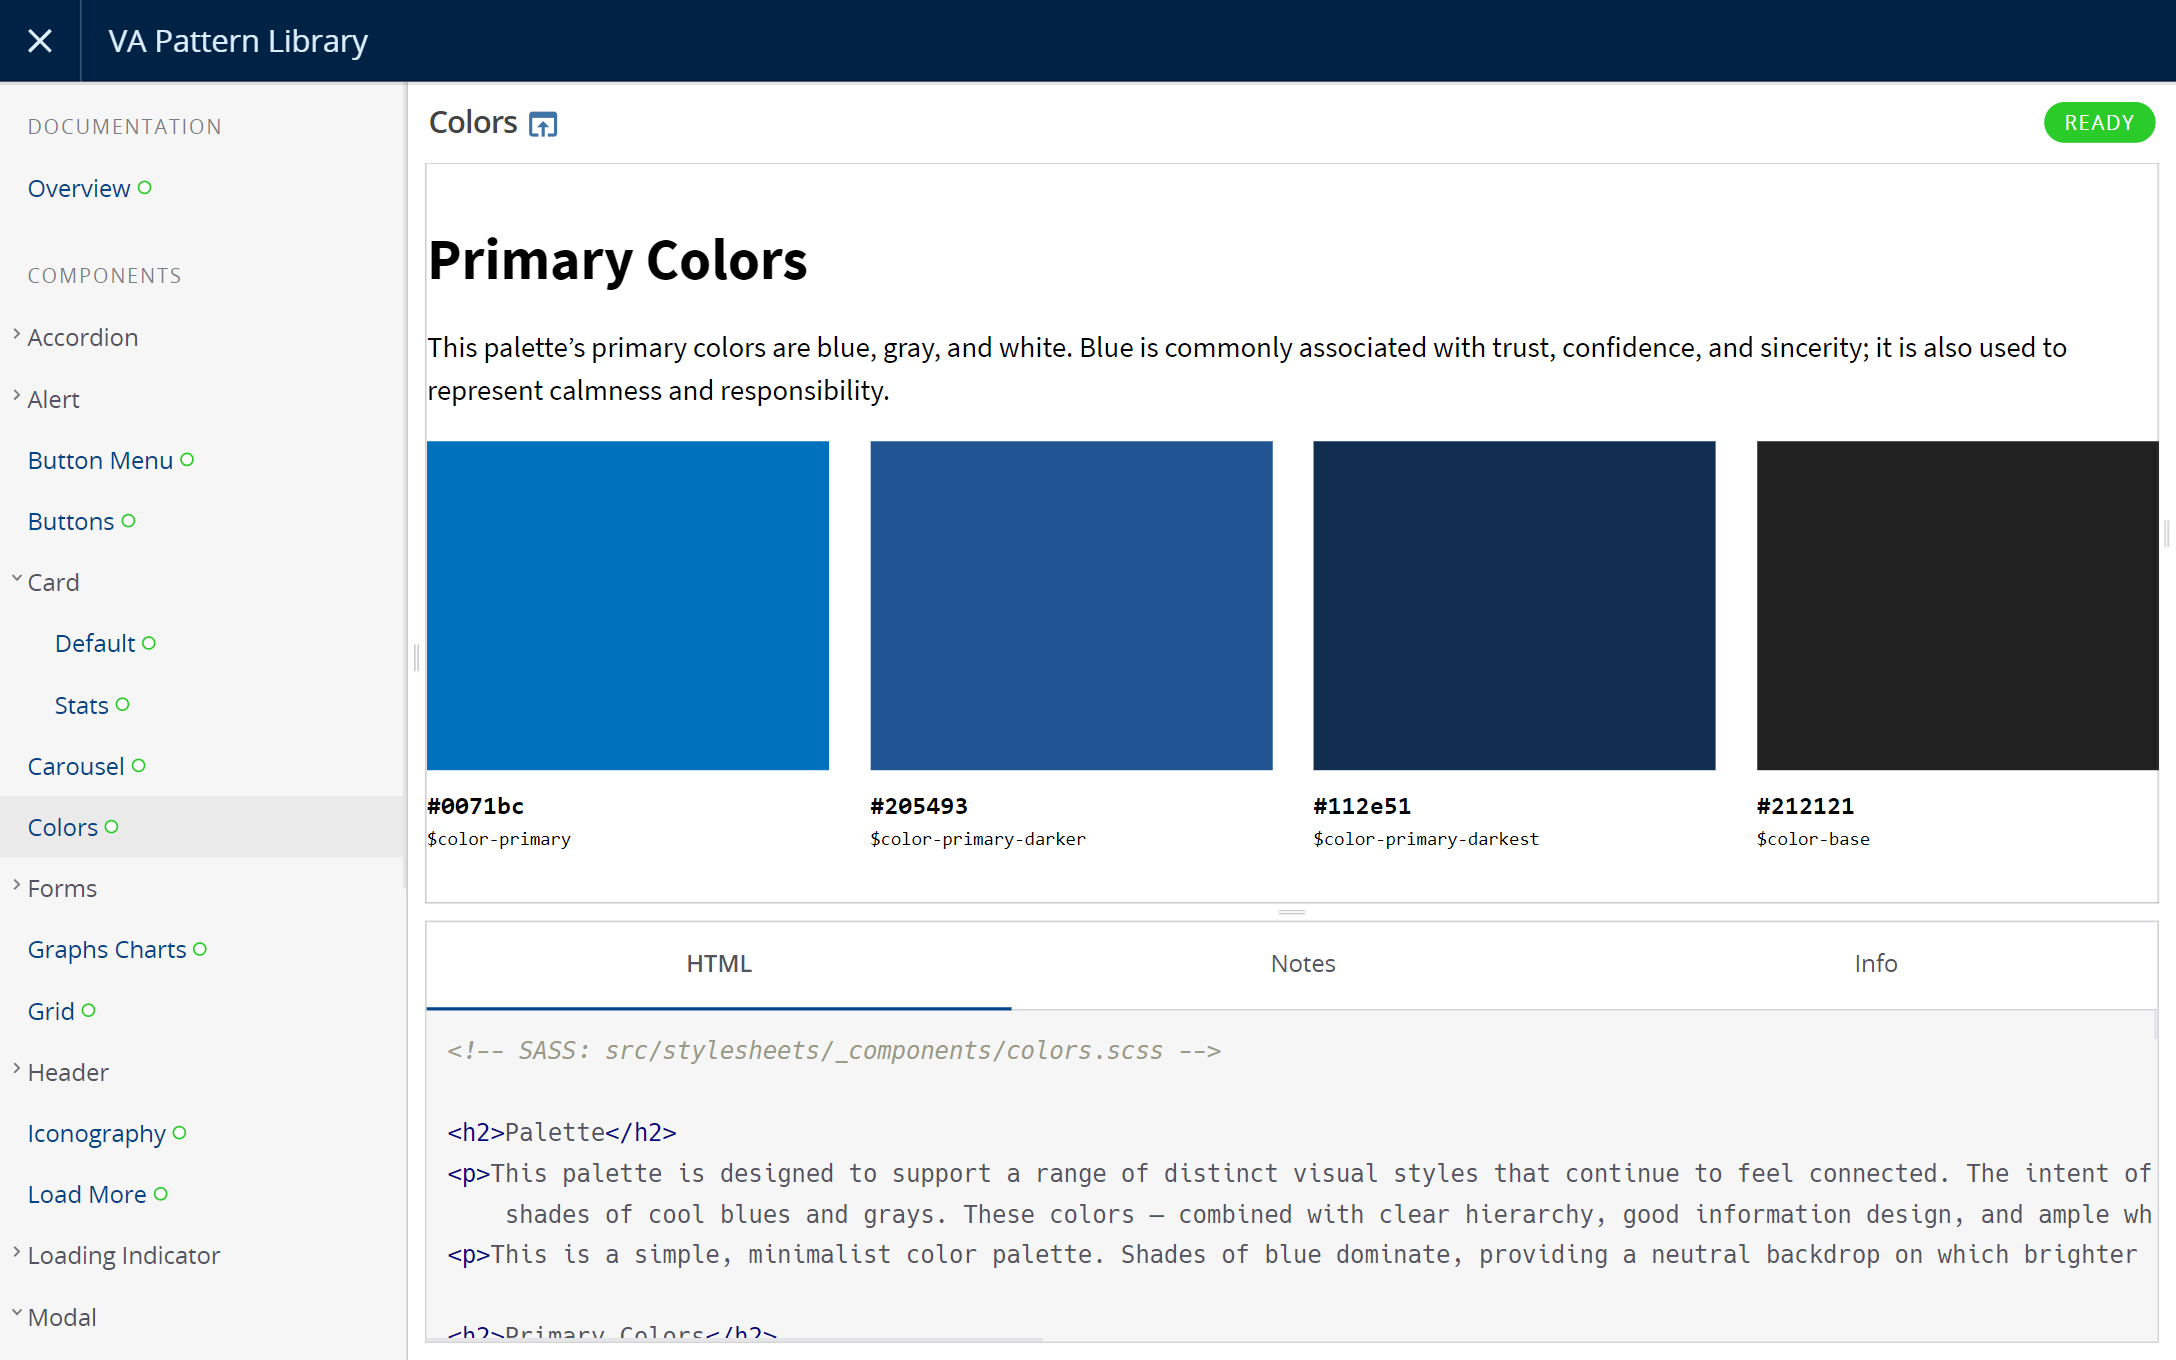 VA Pattern Library
DOCUMENTATION
Overview
COMPONENTS
Accordion
Alert
Button Menu
Buttons
Card
Default
Stats
Carousel
Colors
Forms
Graphs Charts
Grid
Header
Iconography
Load More
Loading Indicator
Modal
Colors
READY
Primary Colors
This palette’s primary colors are blue, gray, and white. Blue is commonly associated with trust, confidence, and sincerity; it is also used to
represent calmness and responsibility.
#0071bc
$color-primary
#205493
$color-primary-darker
#112e51
$color-primary-darkest
#212121
$color-base
HTML
Notes
Info
<!-- SASS: src/stylesheets/_components/colors.scss -->
<h2>Palette</h2>
<p>This palette is designed to support a range of distinct visual styles that continue to feel connected. The intent of
shades of cool blues and grays. These colors – combined with clear hierarchy, good information design, and ample wh
<p>This is a simple, minimalist color palette. Shades of blue dominate, providing a neutral backdrop on which brighter
<h2>Primary Colors</h2>